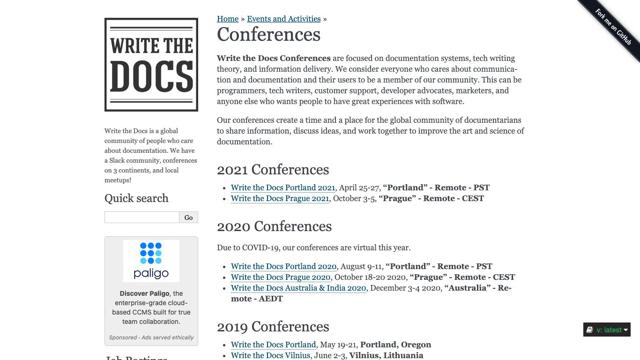 Fork me on GitHub
WRITE THE
DOCS
Write the Docs is a global
community of people who care
about documentation. We have
a Slack community, conferences
on 3 continents, and local
meetups!
Quick search
Go
paligo
Discover Paligo, the
enterprise-grade cloud-
based CCMS built for true
team collaboration.
Sponsored · Ads served ethically
Job Postings
Home » Events and Activities »
Conferences
Write the Docs Conferences are focused on documentation systems, tech writing
theory, and information delivery. We consider everyone who cares about communica-
tion and documentation and their users to be a member of our community. This can be
programmers, tech writers, customer support, developer advocates, marketers, and
anyone else who wants people to have great experiences with software.
Our conferences create a time and a place for the global community of documentarians
to share information, discuss ideas, and work together to improve the art and science of
documentation.
2021 Conferences
• Write the Docs Portland 2021, April 25-27, “Portland” - Remote - PST
• Write the Docs Prague 2021, October 3-5, “Prague” - Remote - CEST
2020 Conferences
Due to COVID-19, our conferences are virtual this year.
• Write the Docs Portland 2020, August 9-11, “Portland” - Remote - PST
• Write the Docs Prague 2020, October 18-20 2020, “Prague” - Remote - CEST
• Write the Docs Australia & India 2020, December 3-4 2020, “Australia” - Re-
mote - AEDT
2019 Conferences
• Write the Docs Portland, May 19-21, Portland, Oregon
• Write the Docs Vilnius, June 2-3, Vilnius, Lithuania
v: latest